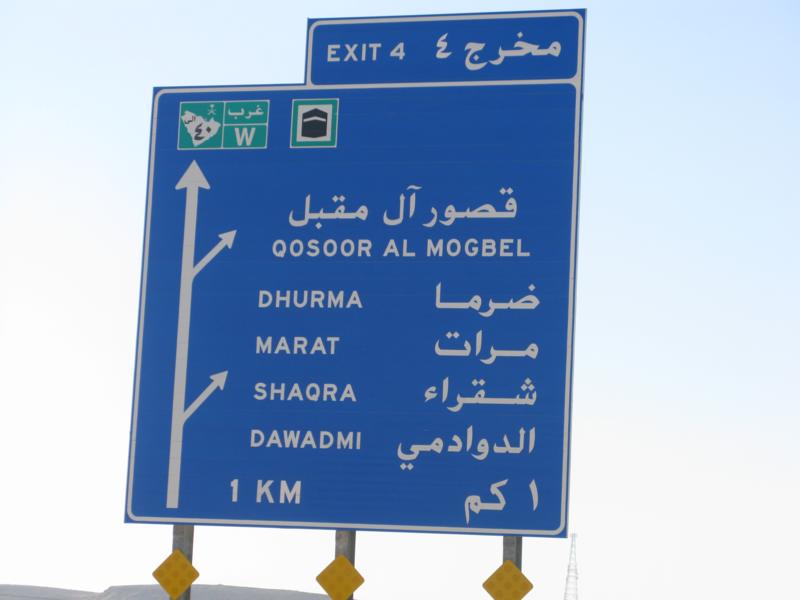 EXIT 4 مخرج ٤
إلى ٤٠ غرب
W
قصور آل مقبل
QOSOOR AL MOGBEL
DHURMA ضرما
MARAT مرات
SHAQRA شقراء
DAWADMI الدوادمي
1 KM ١ كم